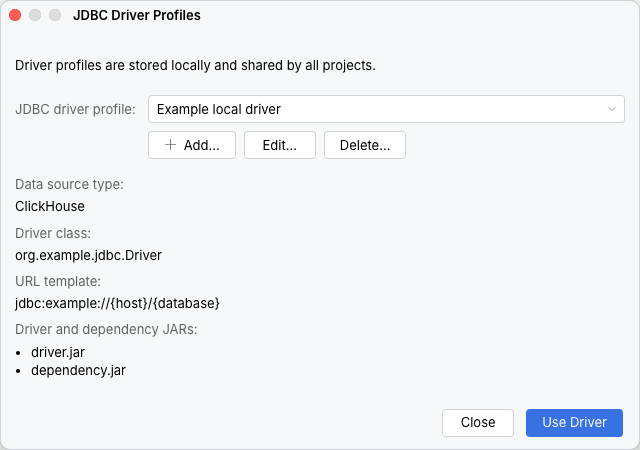 JDBC Driver Profiles
Driver profiles are stored locally and shared by all projects.
JDBC driver profile: Example local driver
Add... Edit... Delete...
Data source type:
ClickHouse
Driver class:
org.example.jdbc.Driver
URL template:
jdbc:example://{host}/{database}
Driver and dependency JARs:
• driver.jar
• dependency.jar
Close Use Driver